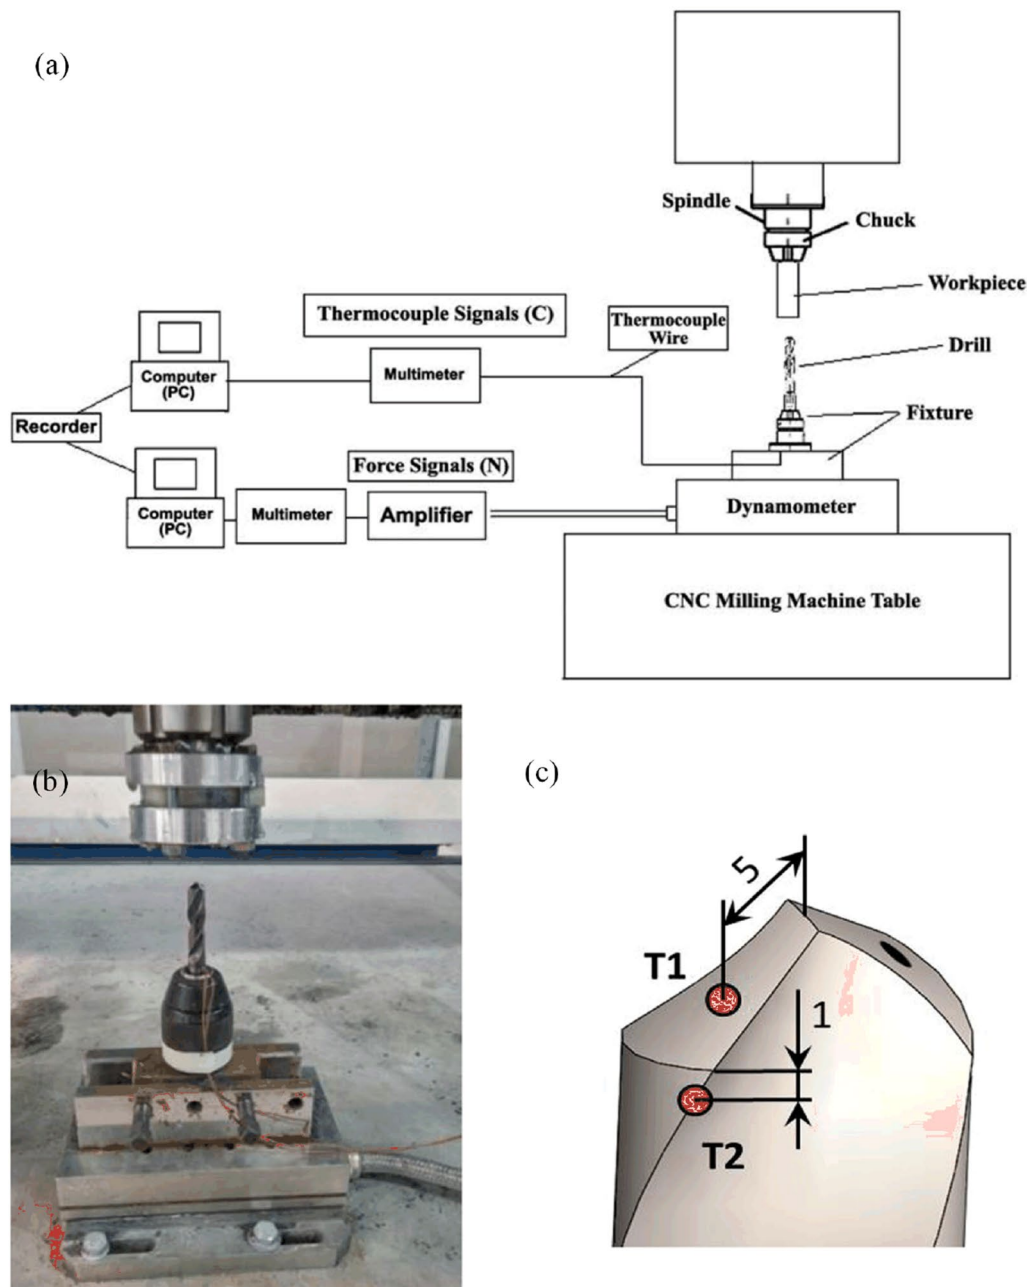 (a)
Spindle
Chuck
Workpiece
Thermocouple Signals (C)
Thermocouple
Wire
Drill
Computer
(PC)
Multimeter
Recorder
Fixture
Force Signals (N)
Computer
(PC)
Multimeter
Amplifier
Dynamometer
CNC Milling Machine Table
(b)
(c)
5
T1
1
T2